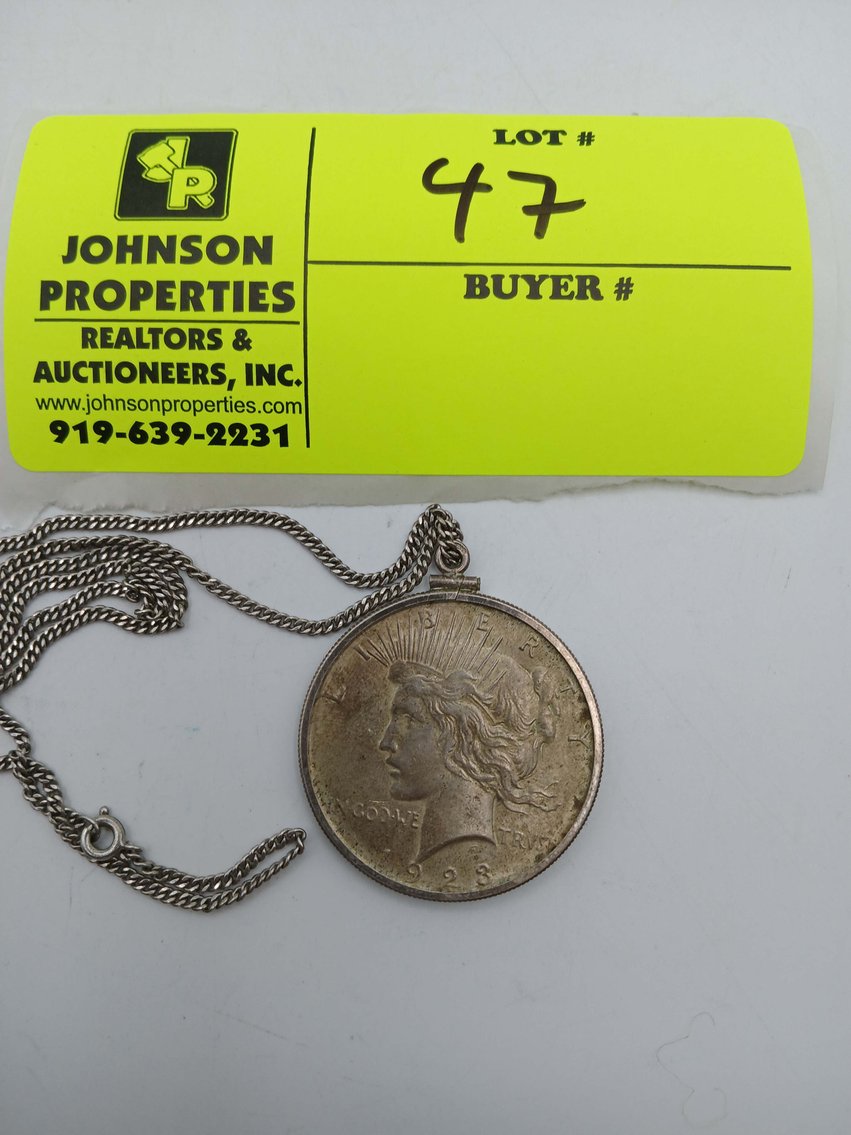 JR
JOHNSON
PROPERTIES
REALTORS &
AUCTIONEERS, INC.
www.johnsonproperties.com
919-639-2231
LOT #
47
BUYER #
LIBERTY
IN GOD WE TRVST
1923